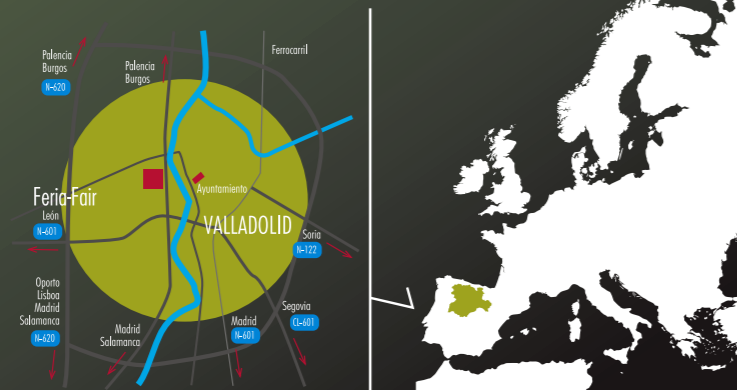 Ferrocarril
Palencia
Burgos
N-620
Palencia
Burgos
Feria-Fair
Ayuntamiento
León
N-601
VALLADOLID
Soria
N-122
Oporto
Lisboa
Madrid
Salamanca
N-620
Madrid
Salamanca
Madrid
N-601
Segovia
CL-601